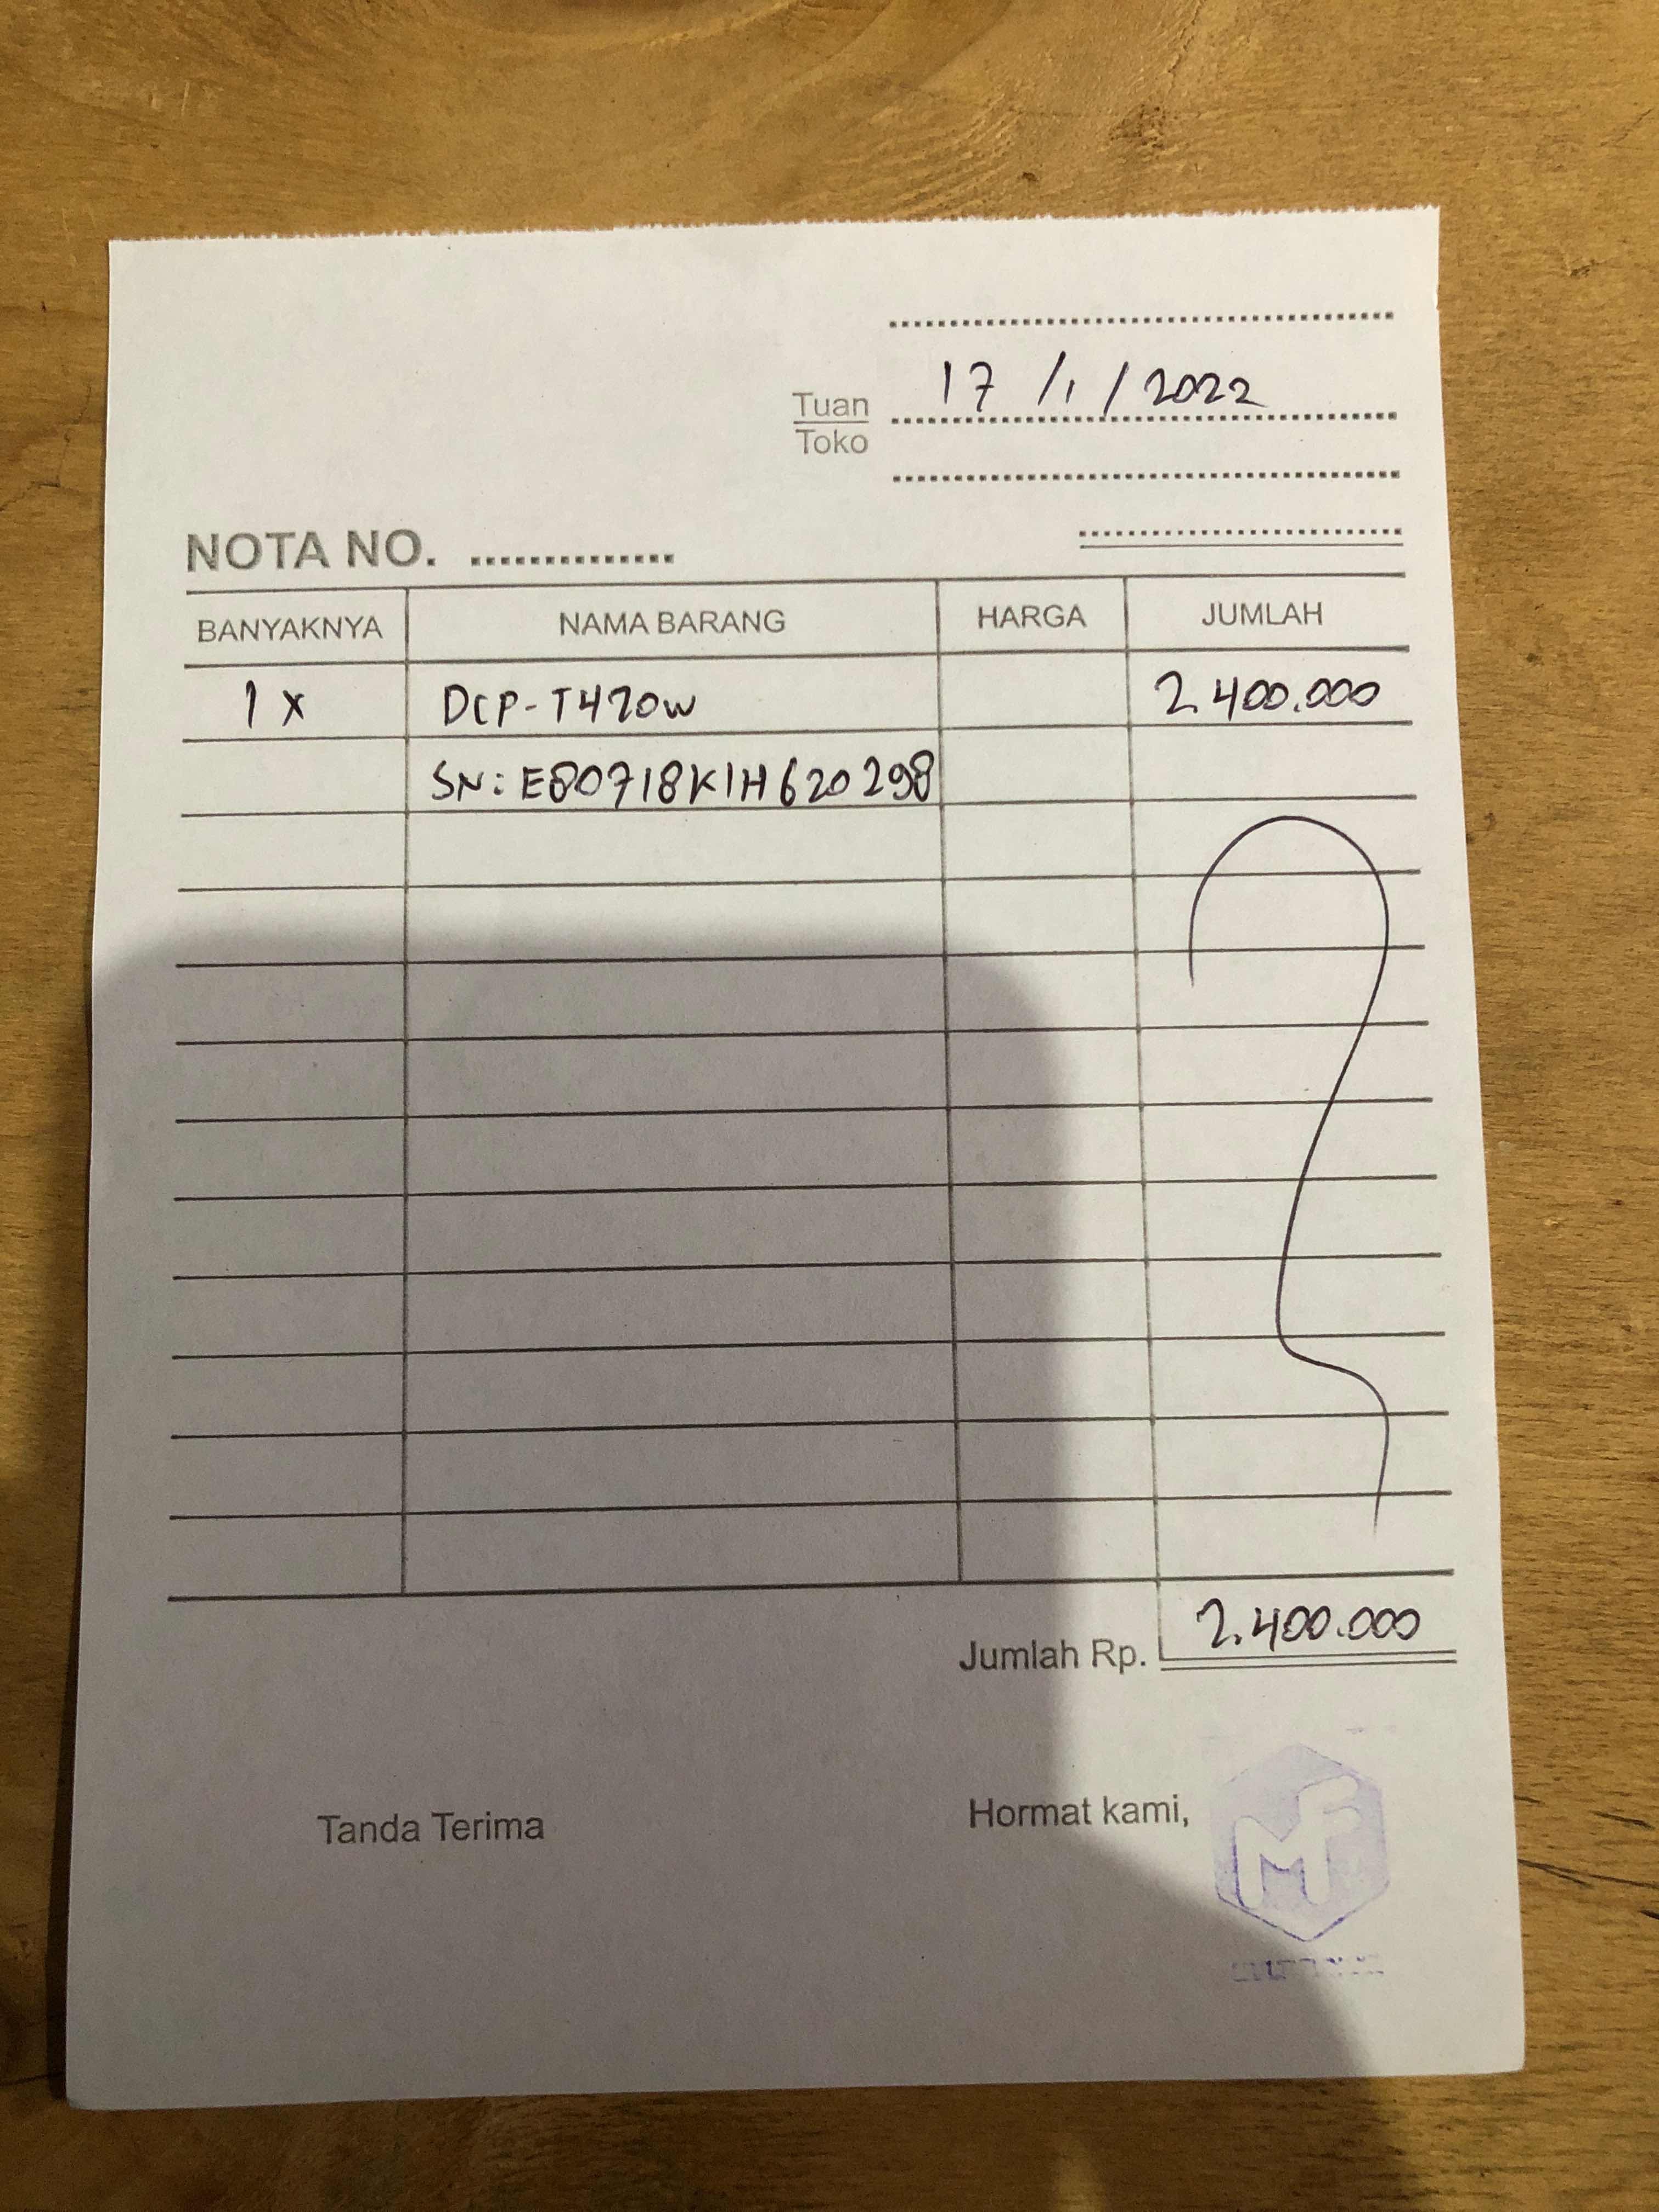 17/1/2022
Tuan
Toko
NOTA NO. ..............
BANYAKNYA NAMA BARANG HARGA JUMLAH
1 x DCP-T420W 2.400.000
SN: E80718K1H620298
Jumlah Rp. 2.400.000
Tanda Terima Hormat kami,
MF